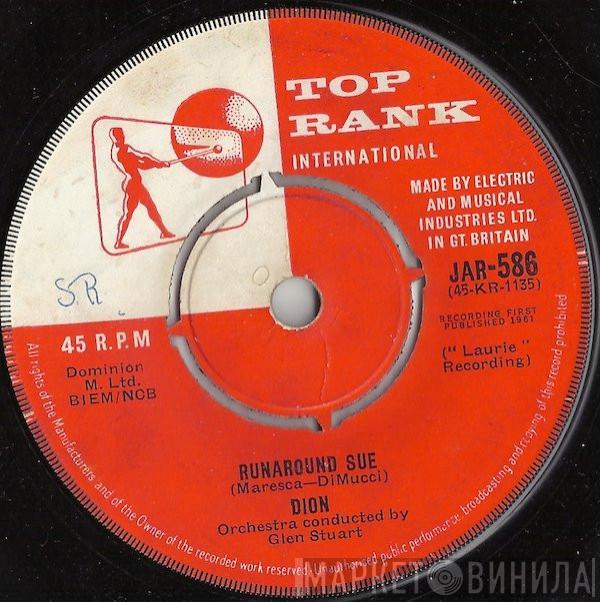 TOP
RANK
INTERNATIONAL
MADE BY ELECTRIC
AND MUSICAL
INDUSTRIES LTD.
IN GT. BRITAIN
JAR-586
(45-KR-1135)
RECORDING FIRST
PUBLISHED 1961
(" Laurie "
Recording)
SR
45 R.P.M
Dominion
M. Ltd.
BIEM/NCB
RUNAROUND SUE
(Maresca—DiMucci)
DION
Orchestra conducted by
Glen Stuart
All rights of the Manufacturers and of the Owner of the recorded work reserved. Unauthorised public performance broadcasting and copying of this record prohibited
МАРКЕТ ВИНИЛА